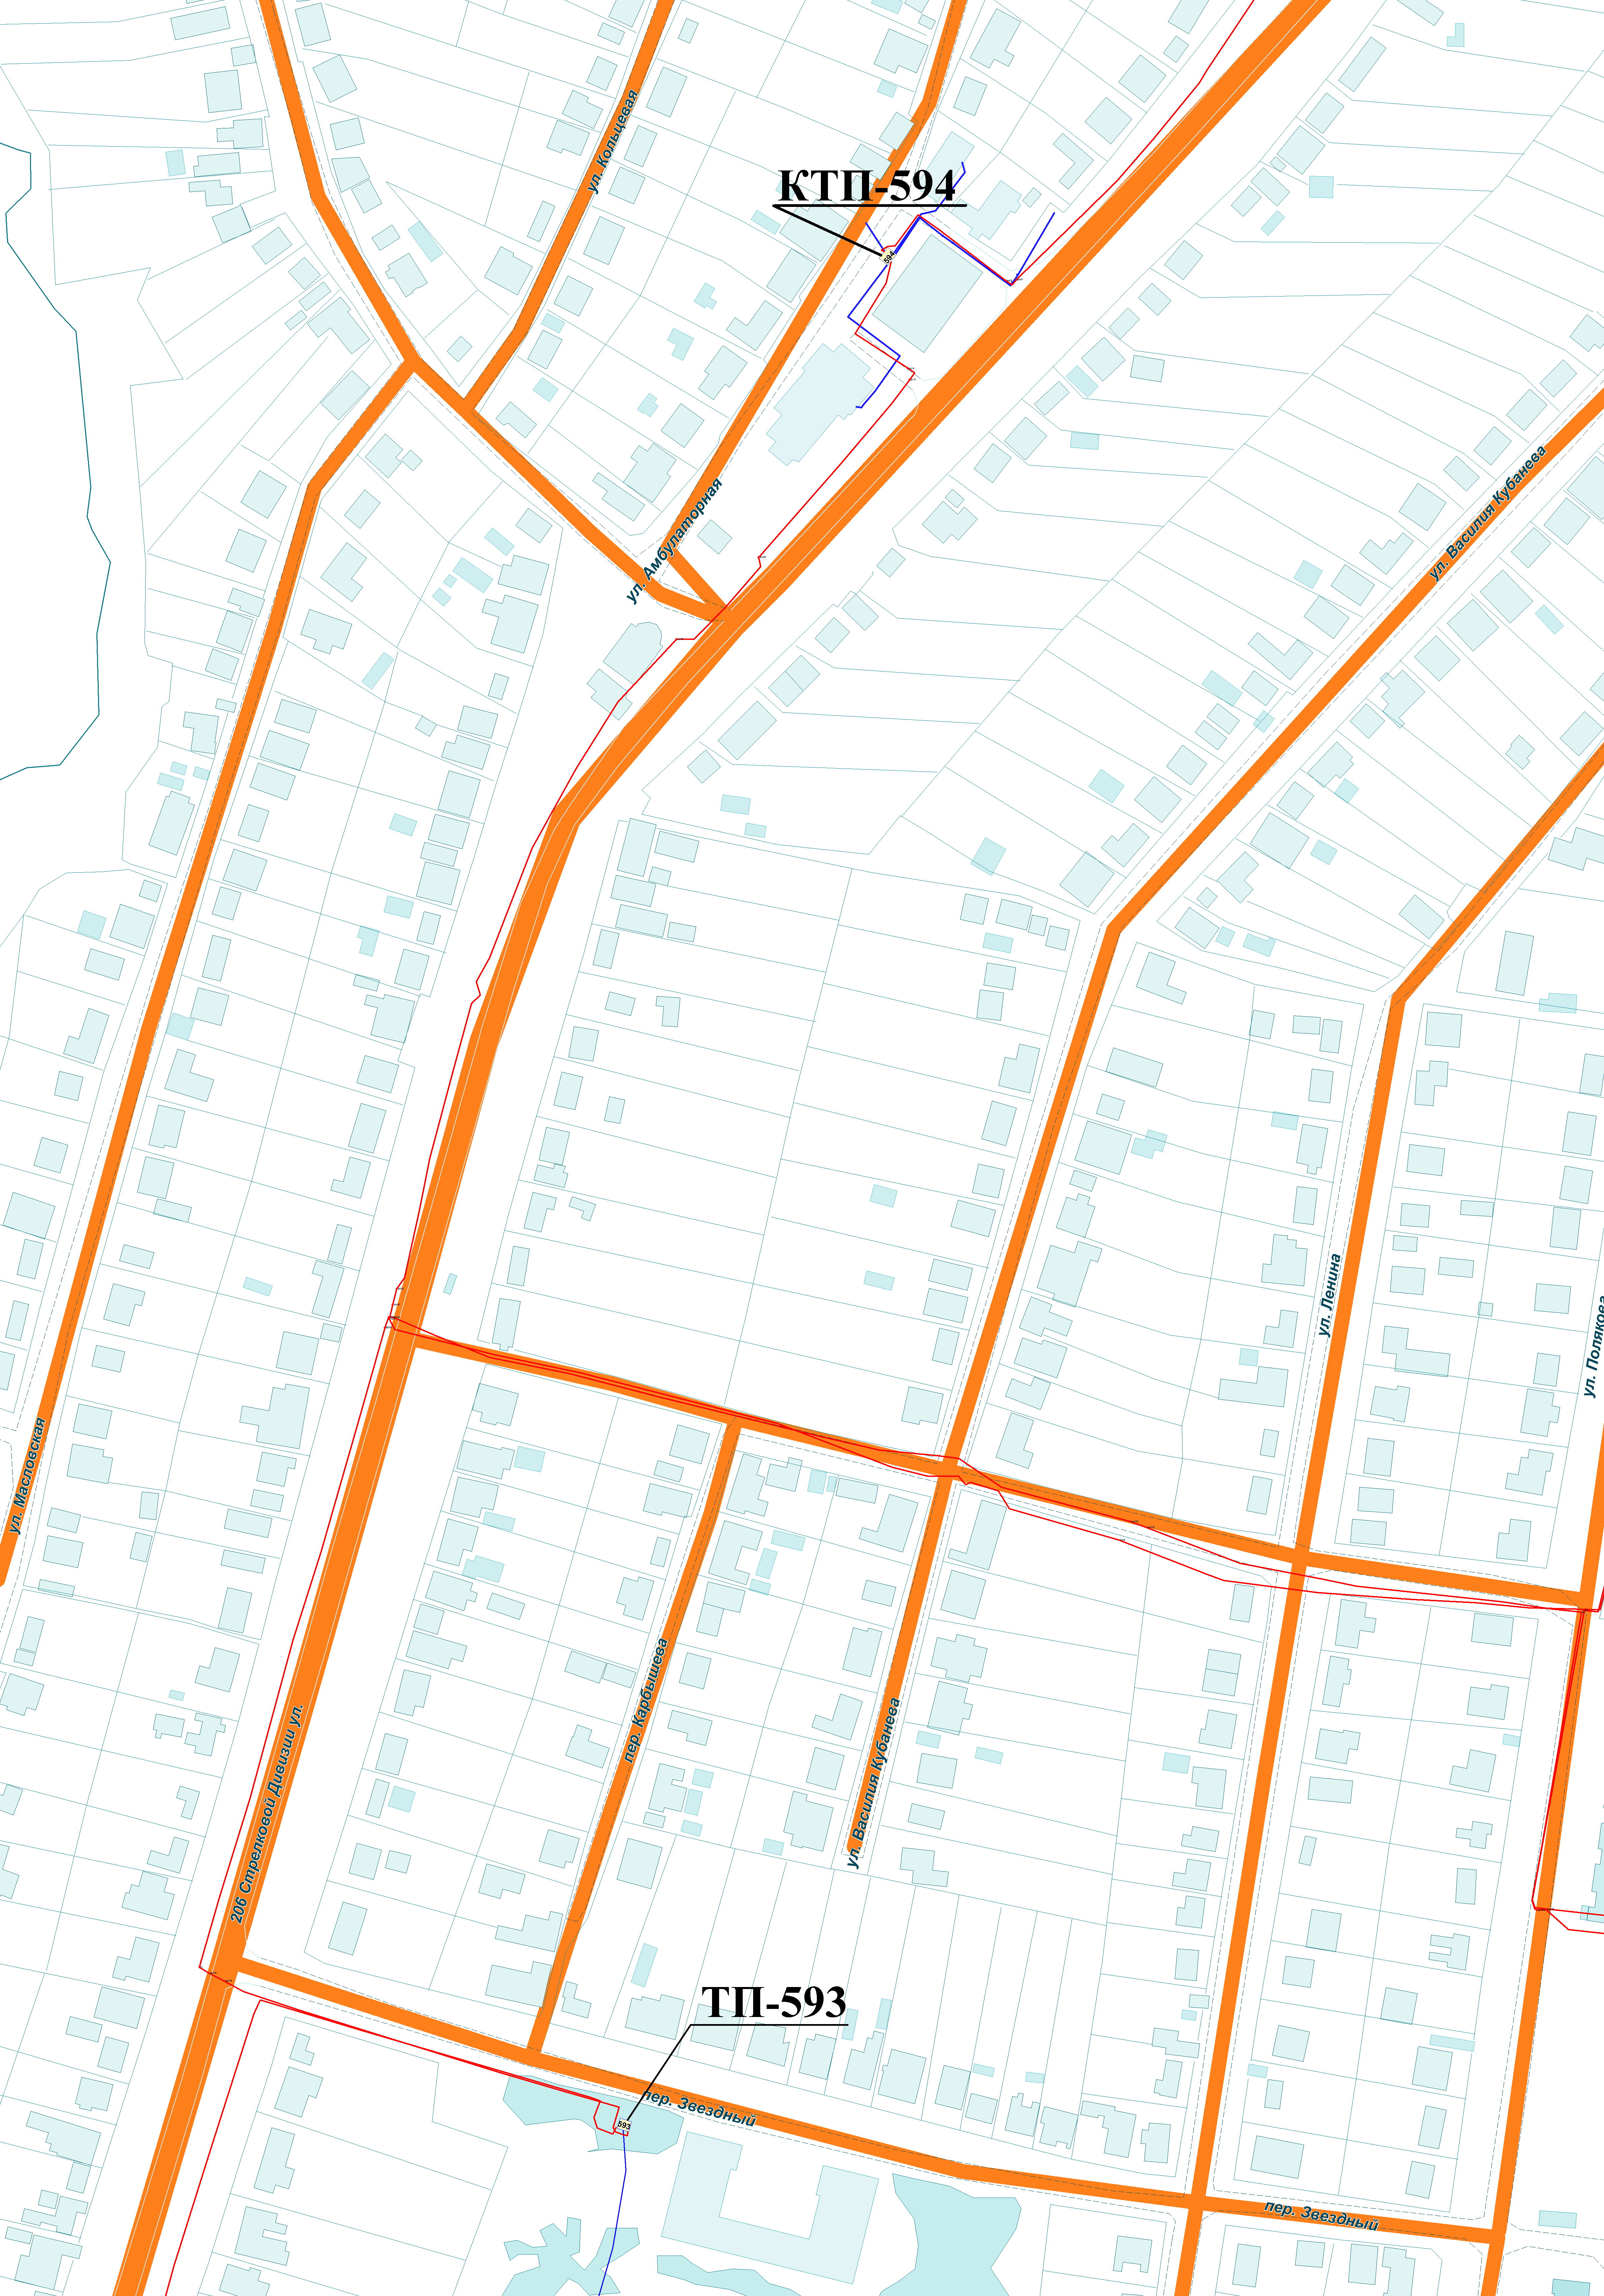 ул. Кольцевая
КТП-594
594
ул. Амбулаторная
ул. Василия Кубанева
ул. Ленина
ул. Полякова
ул. Масловская
пер. Карбышева
ул. Василия Кубанева
206 Стрелковой Дивизии ул.
ТП-593
593
пер. Звездный
пер. Звездный